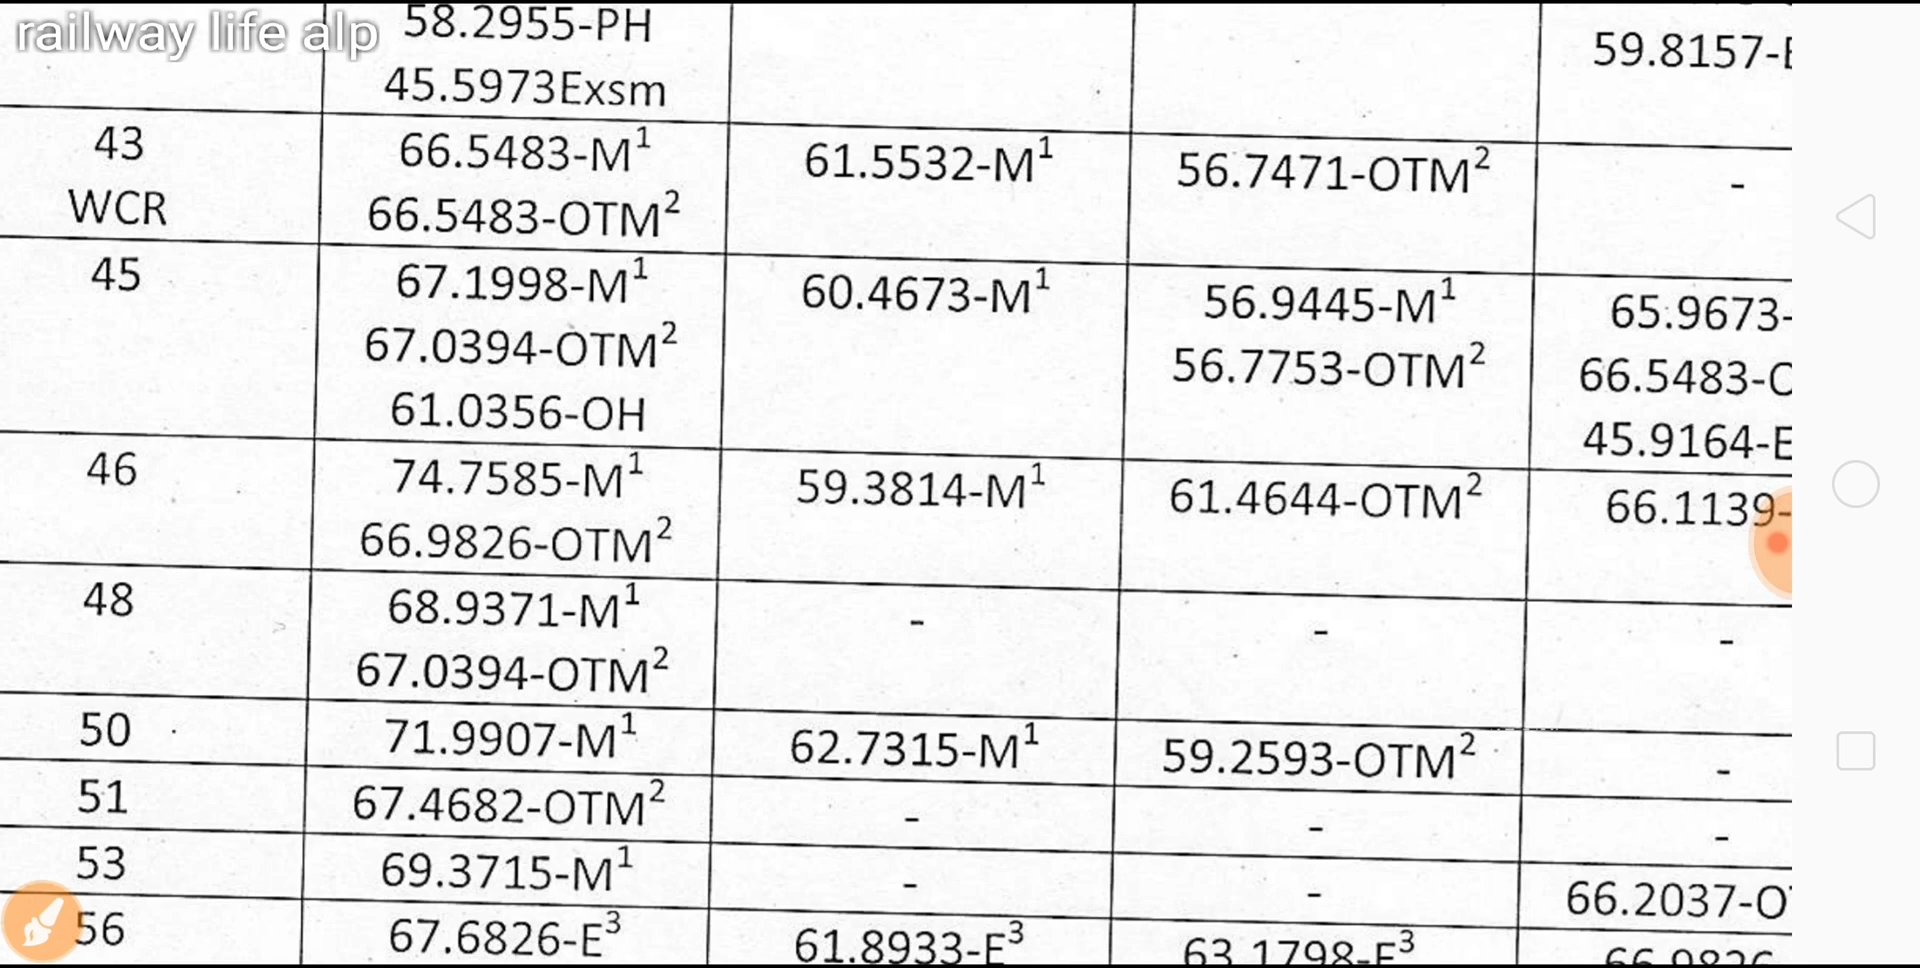 railway life alp
58.2955-PH
45.5973Exsm
59.8157-
43
WCR
66.5483-M¹
66.5483-OTM²
61.5532-M¹
56.7471-OTM²
-
45
67.1998-M¹
67.0394-OTM²
61.0356-OH
60.4673-M¹
56.9445-M¹
56.7753-OTM²
65.9673-
66.5483-
45.9164-E
46
74.7585-M¹
66.9826-OTM²
59.3814-M¹
61.4644-OTM²
66.1139-
48
68.9371-M¹
67.0394-OTM²
-
-
-
50
71.9907-M¹
62.7315-M¹
59.2593-OTM²
-
51
67.4682-OTM²
-
-
-
53
69.3715-M¹
-
-
66.2037-O
56
67.6826-E³
61.8933-E³
63.1798-E³